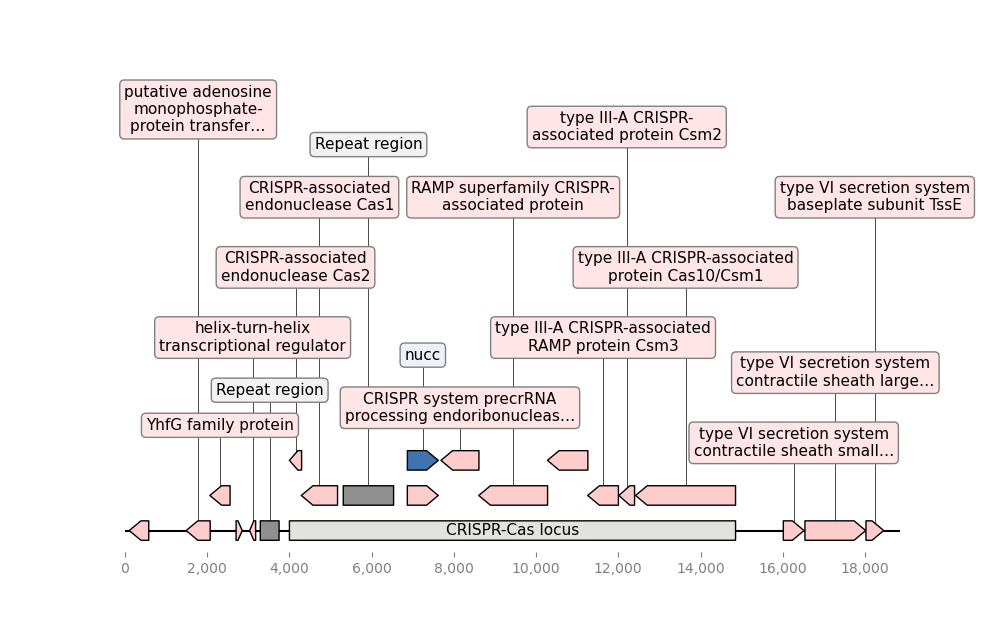 putative adenosine
monophosphate-
protein transfer…
type III-A CRISPR-
associated protein Csm2
Repeat region
CRISPR-associated
endonuclease Cas1
RAMP superfamily CRISPR-
associated protein
type VI secretion system
baseplate subunit TssE
CRISPR-associated
endonuclease Cas2
type III-A CRISPR-associated
protein Cas10/Csm1
helix-turn-helix
transcriptional regulator
type III-A CRISPR-associated
RAMP protein Csm3
nucc
type VI secretion system
contractile sheath large…
Repeat region
CRISPR system precrRNA
processing endoribonucleas…
YhfG family protein
type VI secretion system
contractile sheath small…
CRISPR-Cas locus
0 2,000 4,000 6,000 8,000 10,000 12,000 14,000 16,000 18,000